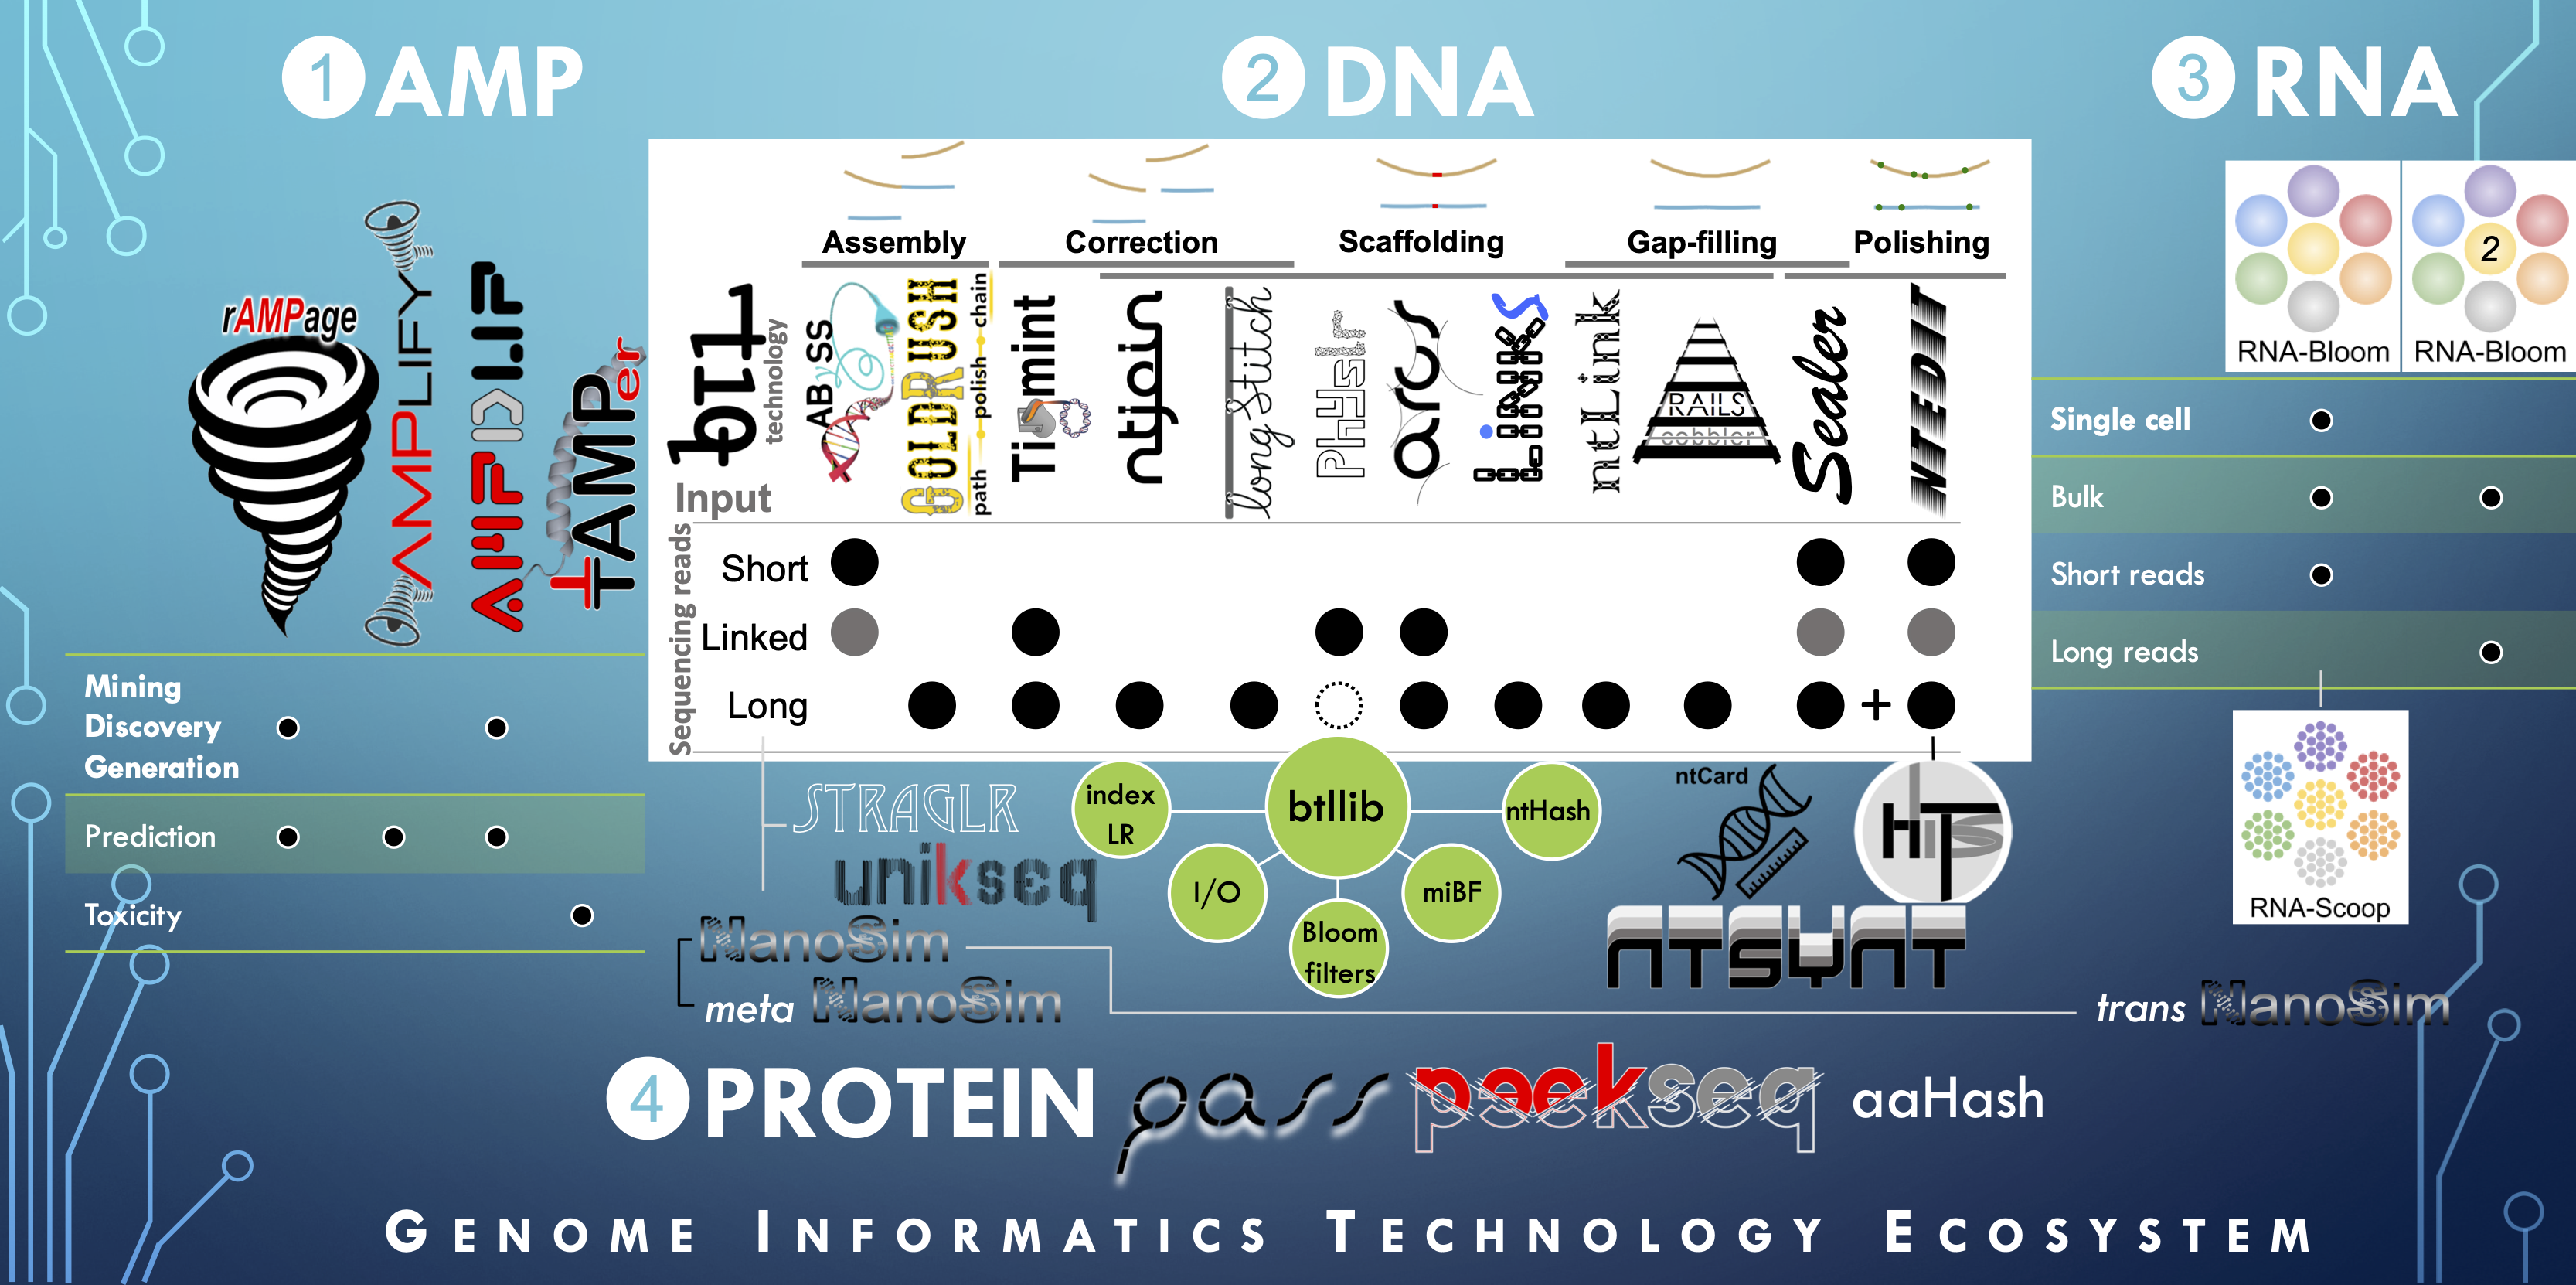 1 AMP
rAMPage
AMPLIFY
AMPD UP
tAMPer
Mining
Discovery
Generation
Prediction
Toxicity
2 DNA
Assembly
Correction
Scaffolding
Gap-filling
Polishing
btl
technology
ABySS
GOLDRUSH
path polish chain
Tigmint
ntjoin
long Stitch
Physlr
arcs
LINKS
ntLink
RAILS
cobbler
Sealer
NTEDIT
Input
Sequencing reads
Short
Linked
Long
+
STRAGLR
unikseq
NanoSim
meta NanoSim
index
LR
btllib
ntHash
I/O
miBF
Bloom
filters
ntCard
HiTS
NTSYNT
3 RNA
RNA-Bloom
2
RNA-Bloom
Single cell
Bulk
Short reads
Long reads
RNA-Scoop
trans NanoSim
4 PROTEIN
pass
peekseq
aaHash
GENOME INFORMATICS TECHNOLOGY ECOSYSTEM